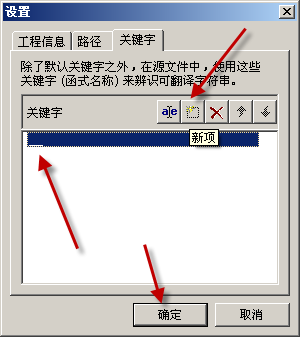 设置
工程信息 路径 关键字
除了默认关键字之外，在源文件中，使用这些
关键字 (函式名称) 来辨识可翻译字符串。
关键字
新项
__
确定 取消